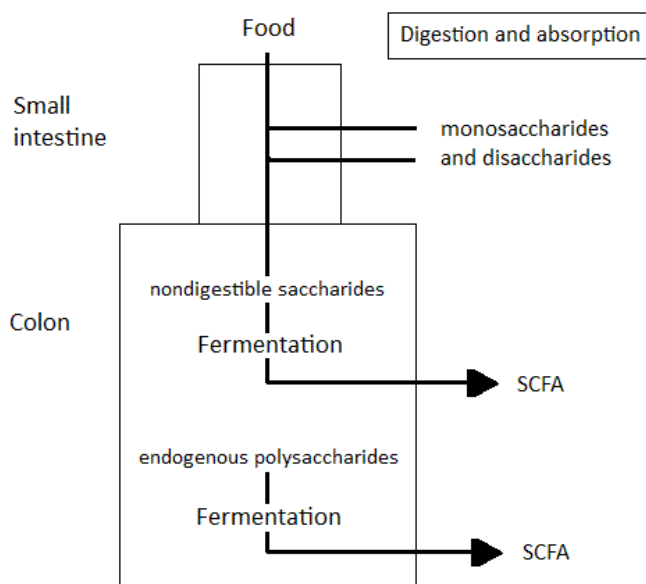 Food
Digestion and absorption
Small
intestine
monosaccharides
and disaccharides
nondigestible saccharides
Colon
Fermentation
SCFA
endogenous polysaccharides
Fermentation
SCFA